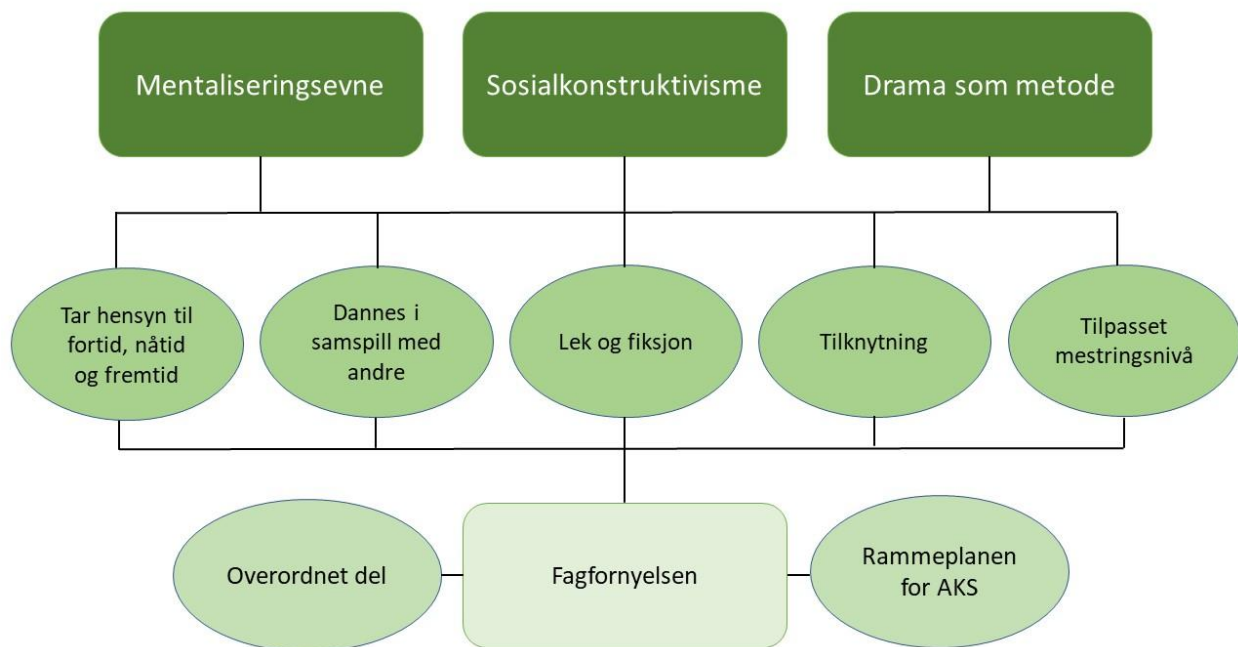 Mentaliseringsevne
Sosialkonstruktivisme
Drama som metode
Tar hensyn til
fortid, nåtid
og fremtid
Dannes i
samspill med
andre
Lek og fiksjon
Tilknytning
Tilpasset
mestringsnivå
Overordnet del
Fagfornyelsen
Rammeplanen
for AKS